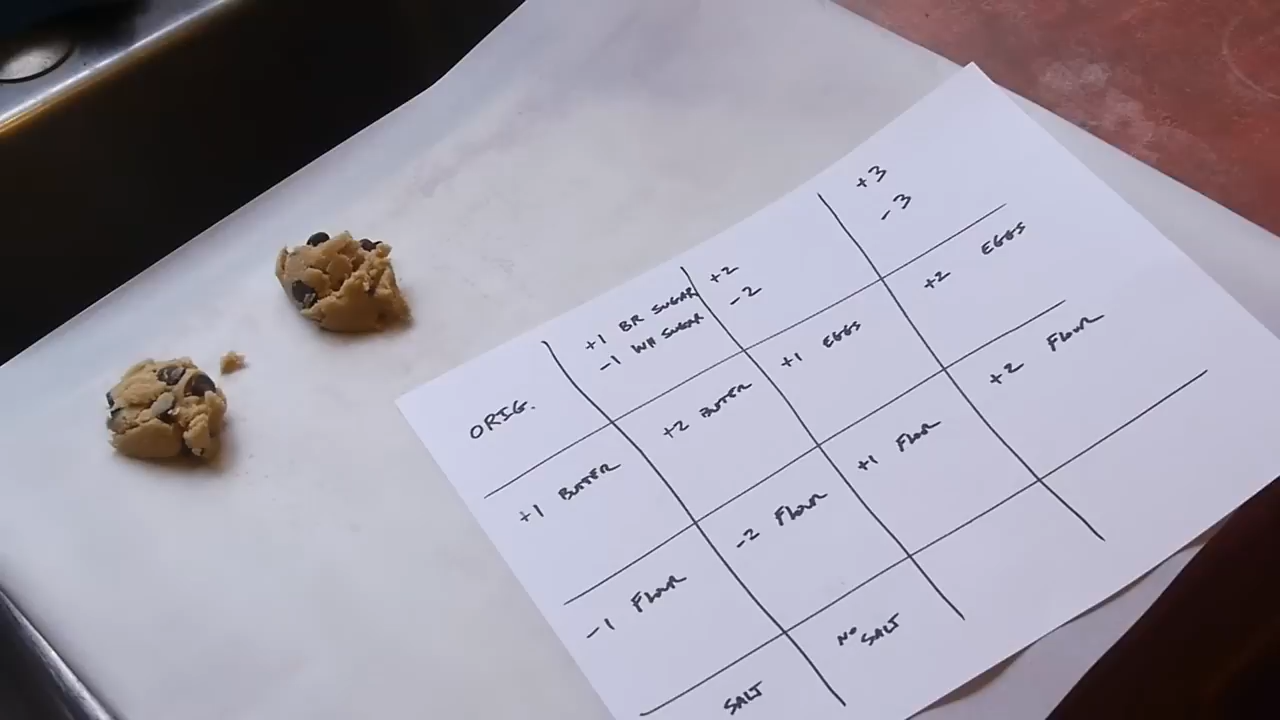 ORIG.
+1 BR SUGAR
-1 WH SUGAR
+2
-2
+3
-3
+1 BUTTER
+2 BUTTER
+1 EGGS
+2 EGGS
-1 FLOUR
-2 FLOUR
+1 FLOUR
+2 FLOUR
SALT
NO SALT